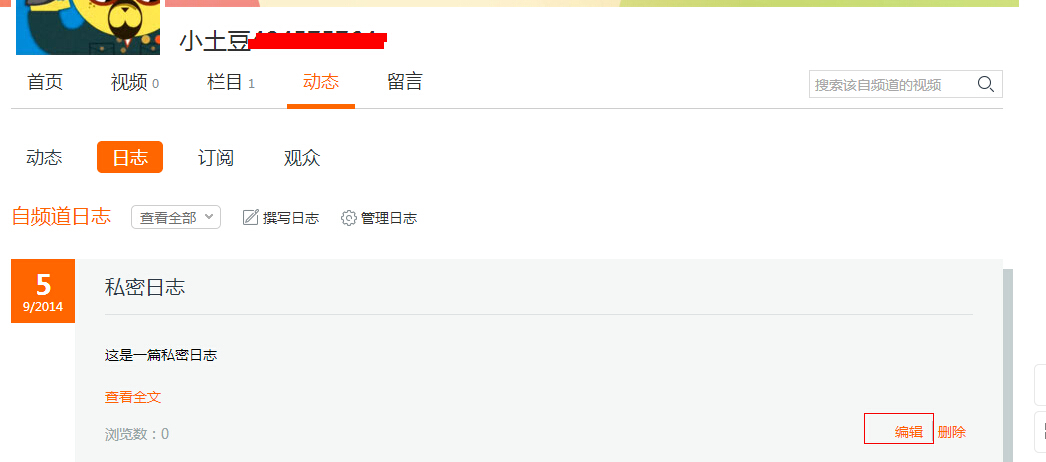 小土豆
首页 视频 0 栏目 1 动态 留言 搜索该自频道的视频
动态 日志 订阅 观众
自频道日志 查看全部 撰写日志 管理日志
5
9/2014
私密日志
这是一篇私密日志
查看全文
浏览数：0 编辑 删除